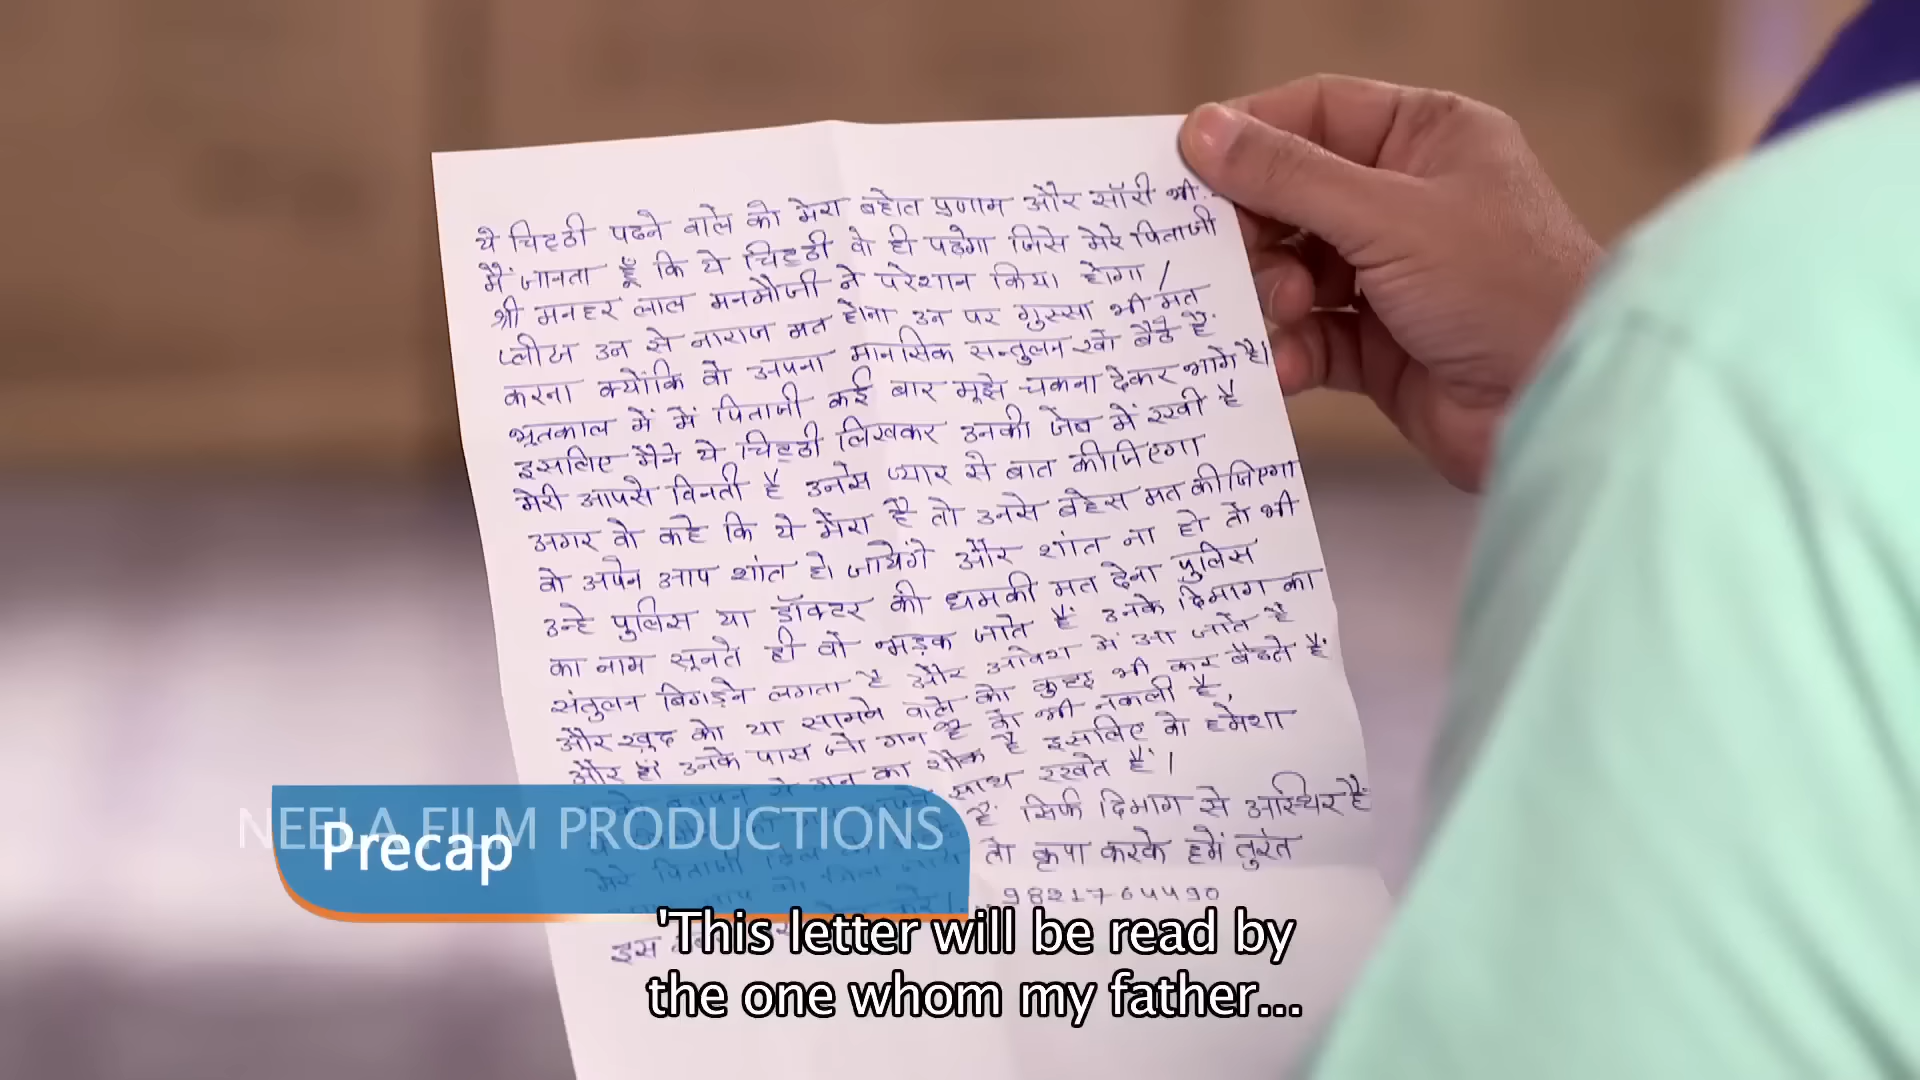 ये चिट्ठी पढने वाले को मेरा बहोत प्रणाम और सॉरी भी..
मैं जानता हूँ कि ये चिट्ठी वो ही पढ़ेगा जिसे मेरे पिताजी
श्री मनहर लाल मनमौजी ने परेशान किया होगा /
प्लीज उन से नाराज मत होना उन पर गुस्सा भी मत
करना क्योंकि वो अपना मानसिक सन्तुलन खो बैठे हैं.
भूतकाल में में पिताजी कई बार मूझे चकमा देकर भागे है।
इसलिए मैने ये चिट्ठी लिखकर उनकी जेब में रखी है
मेरी आपसे विनती है उनसे प्यार से बात कीजिएगा
अगर वो कहे कि ये मेरा है तो उनसे बहेस मत कीजिएगा
वो अपने आप शांत हो जायेंगे और शांत ना हो तो भी
उन्हे पुलिस या डॉक्टर की धमकी मत देना पुलिस
का नाम सूनते ही वो भड़क जाते हैं उनके दिमाग का
संतुलन बिगड़ने लगता है और आवेश में आ जाते है
और खुद को या सामने वाले को कुछ भी कर बैठते हैं
और हां उनके पास जो गन है वो भी नकली है,
गन का शौक है इसलिए वो हमेशा
साथ रखते हैं।
हैं सिर्फ दिमाग से अस्थिर हैं
मेरे पिताजी तो कृपा करके हमें तुरंत
9821764490
इस
NEELA FILM PRODUCTIONS
Precap
'This letter will be read by
the one whom my father...